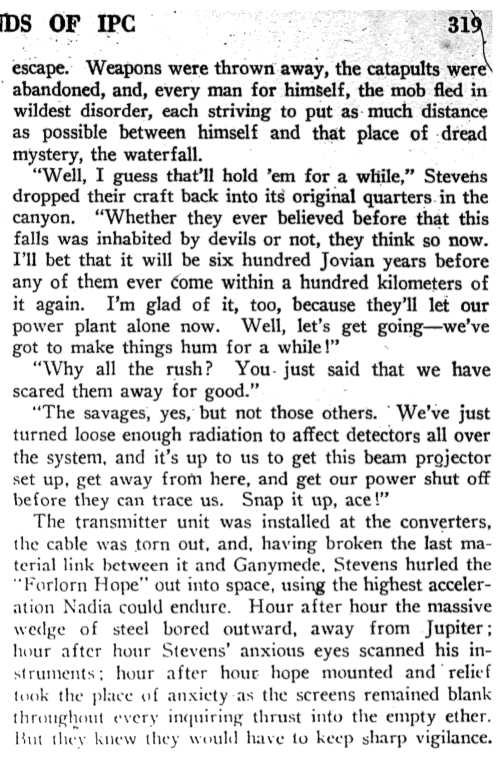 NDS OF IPC 319
escape. Weapons were thrown away, the catapults were
abandoned, and, every man for himself, the mob fled in
wildest disorder, each striving to put as much distance
as possible between himself and that place of dread
mystery, the waterfall.
"Well, I guess that'll hold 'em for a while," Stevens
dropped their craft back into its original quarters in the
canyon. "Whether they ever believed before that this
falls was inhabited by devils or not, they think so now.
I'll bet that it will be six hundred Jovian years before
any of them ever come within a hundred kilometers of
it again. I'm glad of it, too, because they'll let our
power plant alone now. Well, let's get going—we've
got to make things hum for a while!"
"Why all the rush? You just said that we have
scared them away for good."
"The savages, yes, but not those others. We've just
turned loose enough radiation to affect detectors all over
the system, and it's up to us to get this beam projector
set up, get away from here, and get our power shut off
before they can trace us. Snap it up, ace!"
The transmitter unit was installed at the converters,
the cable was torn out, and, having broken the last ma-
terial link between it and Ganymede, Stevens hurled the
"Forlorn Hope" out into space, using the highest acceler-
ation Nadia could endure. Hour after hour the massive
wedge of steel bored outward, away from Jupiter;
hour after hour Stevens' anxious eyes scanned his in-
struments; hour after hour hope mounted and relief
took the place of anxiety as the screens remained blank
throughout every inquiring thrust into the empty ether.
But they knew they would have to keep sharp vigilance.